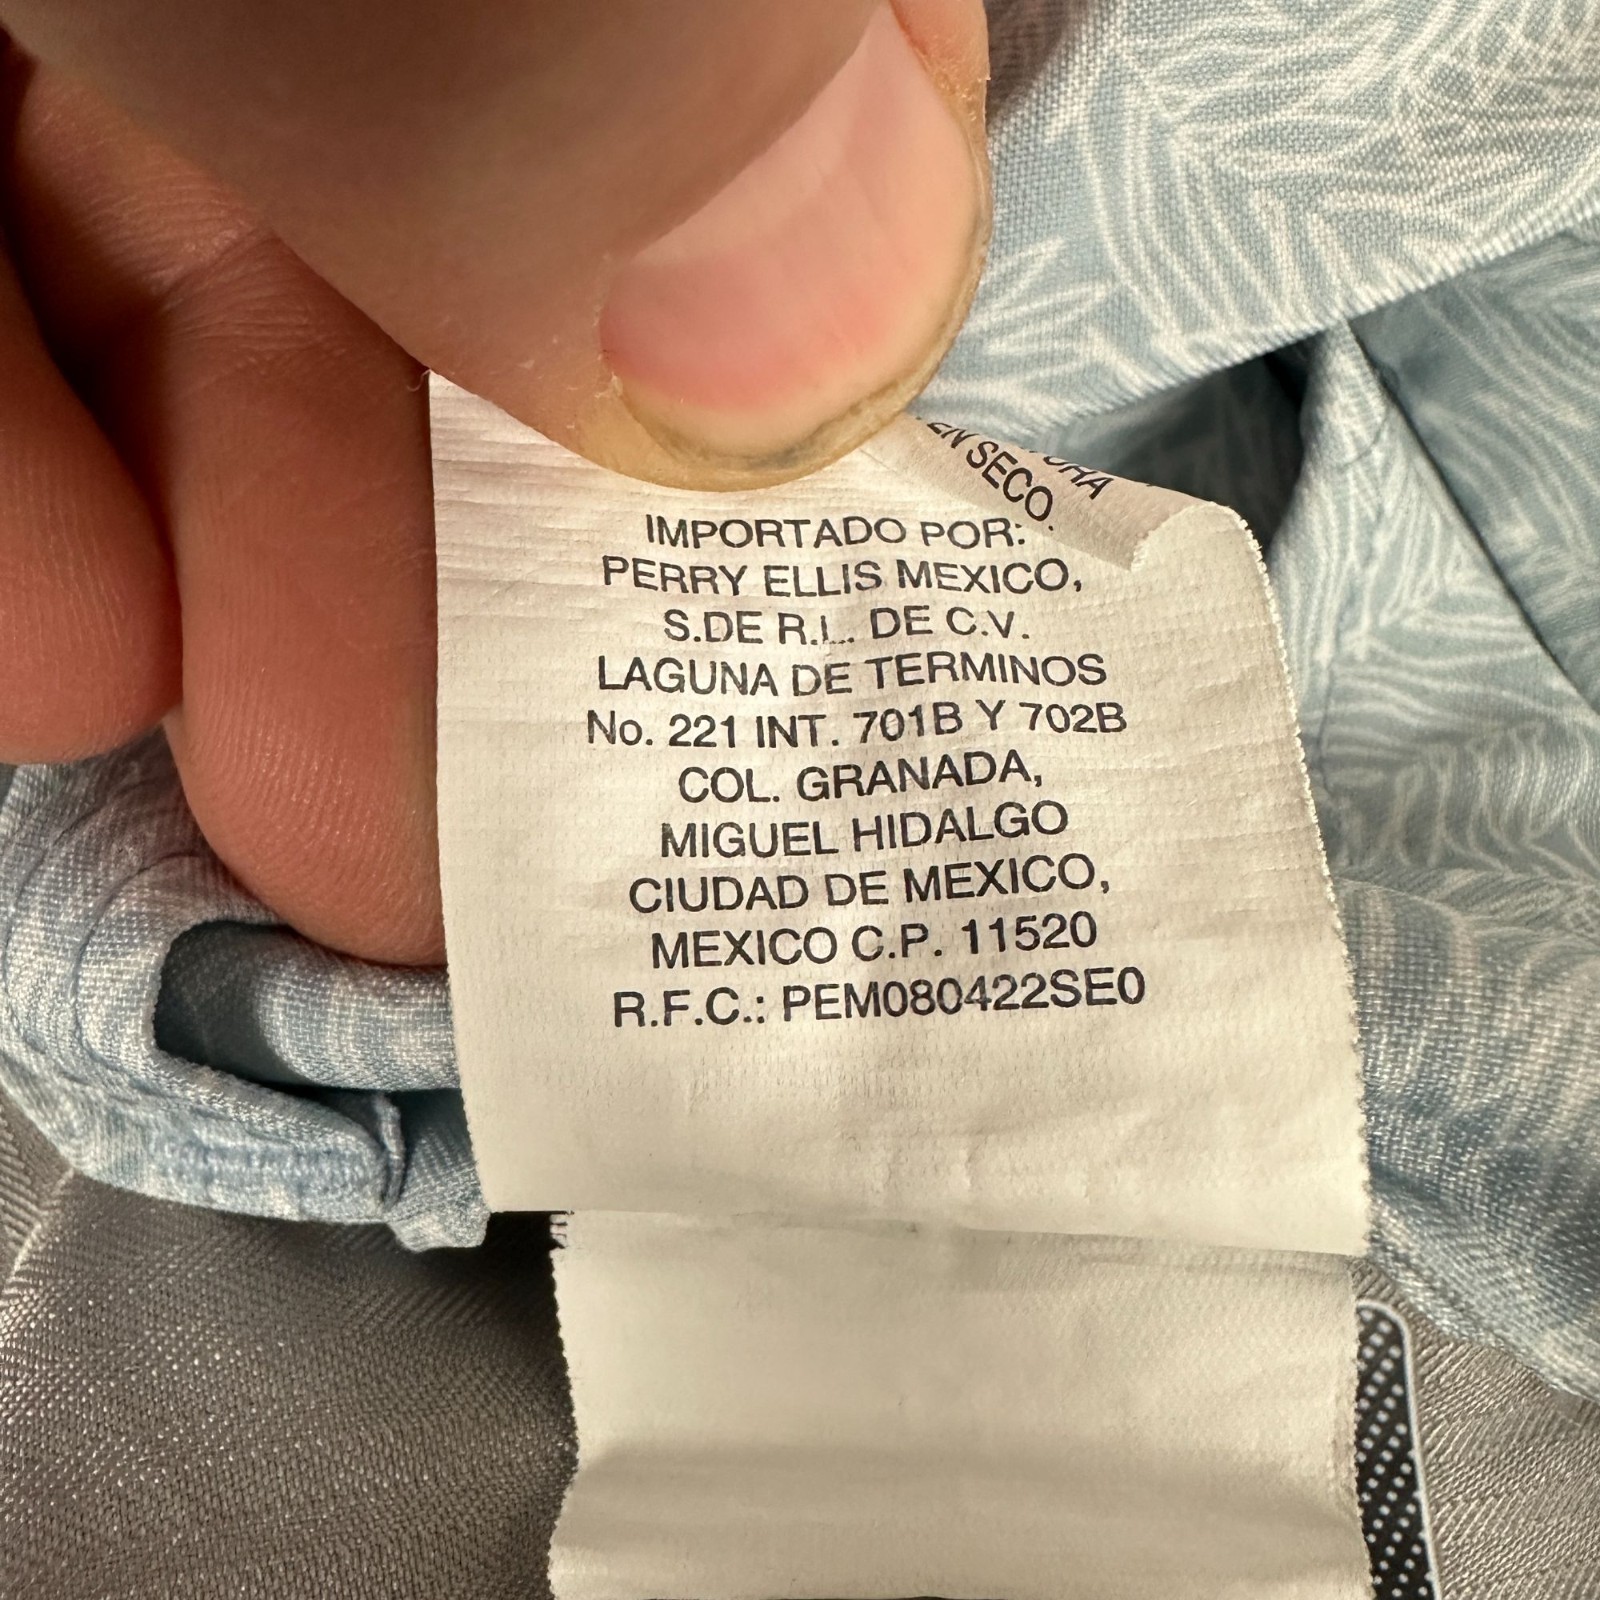 EN SECO.
IMPORTADO POR:
PERRY ELLIS MEXICO,
S.DE R.L. DE C.V.
LAGUNA DE TERMINOS
No. 221 INT. 701B Y 702B
COL. GRANADA,
MIGUEL HIDALGO
CIUDAD DE MEXICO,
MEXICO C.P. 11520
R.F.C.: PEM080422SE0